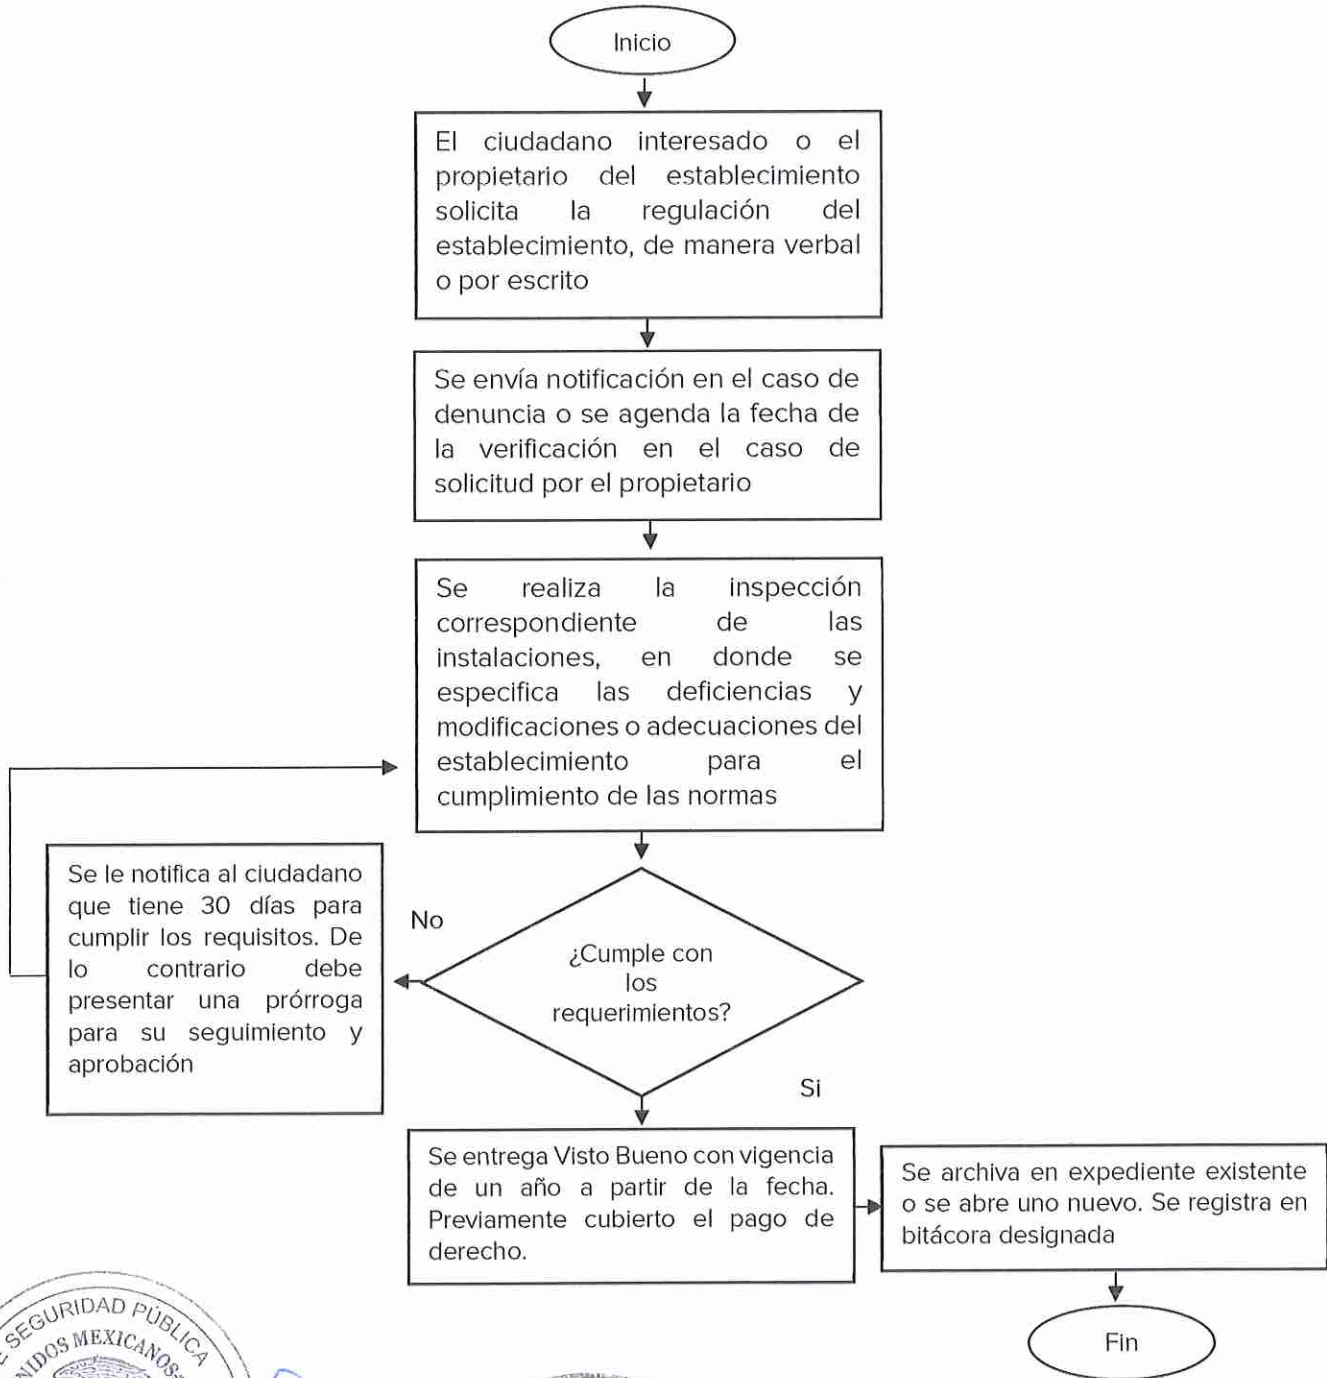 Inicio
El ciudadano interesado o el
propietario del establecimiento
solicita la regulación del
establecimiento, de manera verbal
o por escrito
Se envía notificación en el caso de
denuncia o se agenda la fecha de
la verificación en el caso de
solicitud por el propietario
Se realiza la inspección
correspondiente de las
instalaciones, en donde se
especifica las deficiencias y
modificaciones o adecuaciones del
establecimiento para el
cumplimiento de las normas
Se le notifica al ciudadano
que tiene 30 días para
cumplir los requisitos. De
lo contrario debe
presentar una prórroga
para su seguimiento y
aprobación
No
¿Cumple con
los
requerimientos?
Si
Se entrega Visto Bueno con vigencia
de un año a partir de la fecha.
Previamente cubierto el pago de
derecho.
Se archiva en expediente existente
o se abre uno nuevo. Se registra en
bitácora designada
Fin
SEGURIDAD PÚBLICA
MEXICANOS